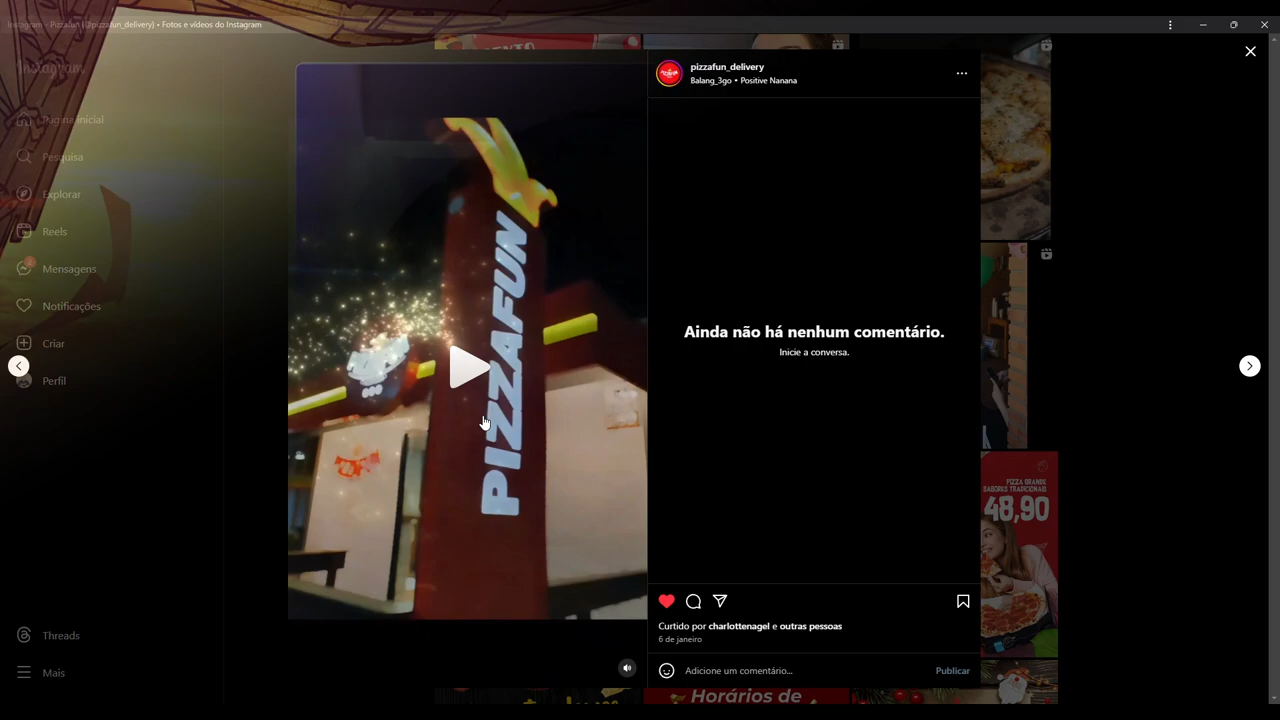 Instagram - Pizzafun (@pizzafun_delivery) • Fotos e vídeos do Instagram
Instagram
Página inicial
Pesquisa
Explorar
Reels
Mensagens
Notificações
Criar
Perfil
Threads
Mais
PIZZAFUN
pizzafun_delivery
Balang_3go • Positive Nanana
Ainda não há nenhum comentário.
Inicie a conversa.
Curtido por charlottenagel e outras pessoas
6 de janeiro
Adicione um comentário...
Publicar
PIZZA GRANDE
SABORES TRADICIONAIS
48,90
Horários de